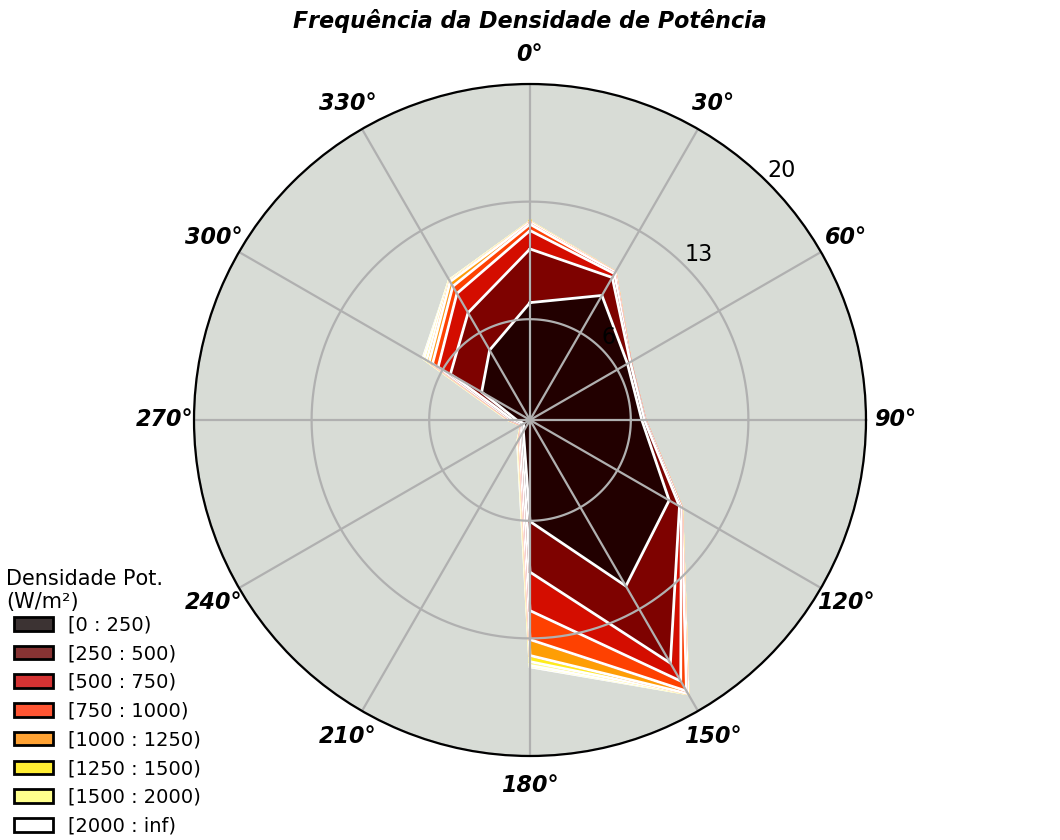 Frequência da Densidade de Potência
0°
330°
30°
20
300°
60°
13
6
270°
90°
240°
120°
210°
150°
180°
Densidade Pot.
(W/m²)
[0 : 250)
[250 : 500)
[500 : 750)
[750 : 1000)
[1000 : 1250)
[1250 : 1500)
[1500 : 2000)
[2000 : inf)